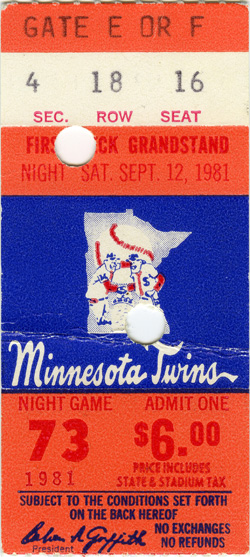 GATE E OR F
4 18 16
SEC. ROW SEAT
FIRST DECK GRANDSTAND
NIGHT SAT. SEPT. 12, 1981
Minnesota Twins
NIGHT GAME ADMIT ONE
73 $6.00
PRICE INCLUDES
1981 STATE & STADIUM TAX
SUBJECT TO THE CONDITIONS SET FORTH
ON THE BACK HEREOF
Calvin R. Griffith NO EXCHANGES
President NO REFUNDS